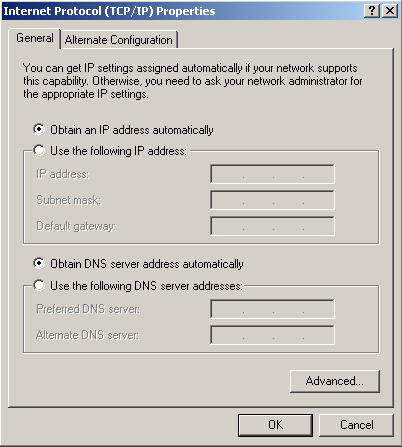 Internet Protocol (TCP/IP) Properties
General
Alternate Configuration
You can get IP settings assigned automatically if your network supports
this capability. Otherwise, you need to ask your network administrator for
the appropriate IP settings.
Obtain an IP address automatically
Use the following IP address:
IP address:
Subnet mask:
Default gateway:
Obtain DNS server address automatically
Use the following DNS server addresses:
Preferred DNS server:
Alternate DNS server:
Advanced...
OK
Cancel